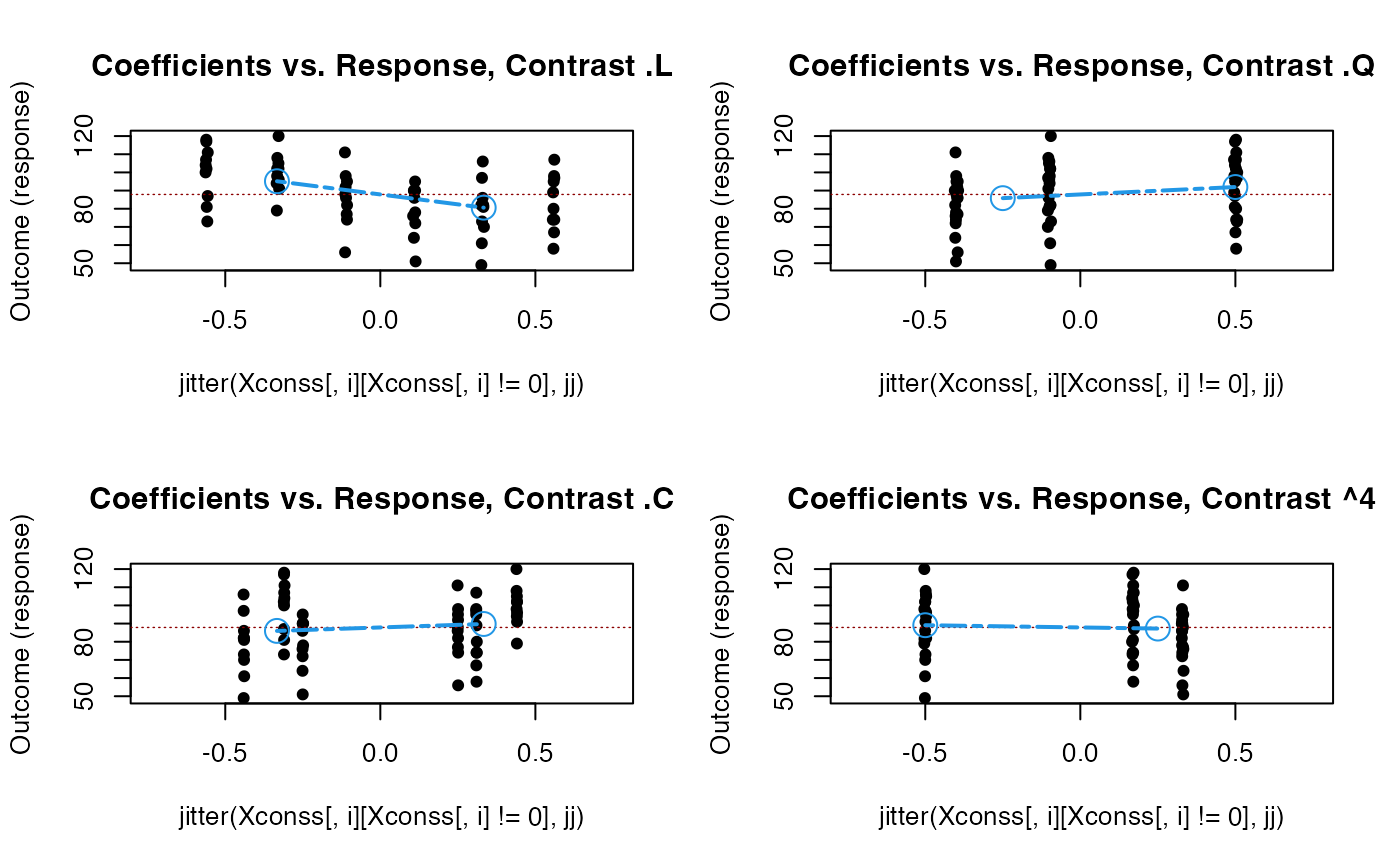 Coefficients vs. Response, Contrast .L
Outcome (response)
120
80
50
-0.5 0.0 0.5
jitter(Xconss[, i][Xconss[, i] != 0], jj)
Coefficients vs. Response, Contrast .Q
Outcome (response)
120
80
50
-0.5 0.0 0.5
jitter(Xconss[, i][Xconss[, i] != 0], jj)
Coefficients vs. Response, Contrast .C
Outcome (response)
120
80
50
-0.5 0.0 0.5
jitter(Xconss[, i][Xconss[, i] != 0], jj)
Coefficients vs. Response, Contrast ^4
Outcome (response)
120
80
50
-0.5 0.0 0.5
jitter(Xconss[, i][Xconss[, i] != 0], jj)